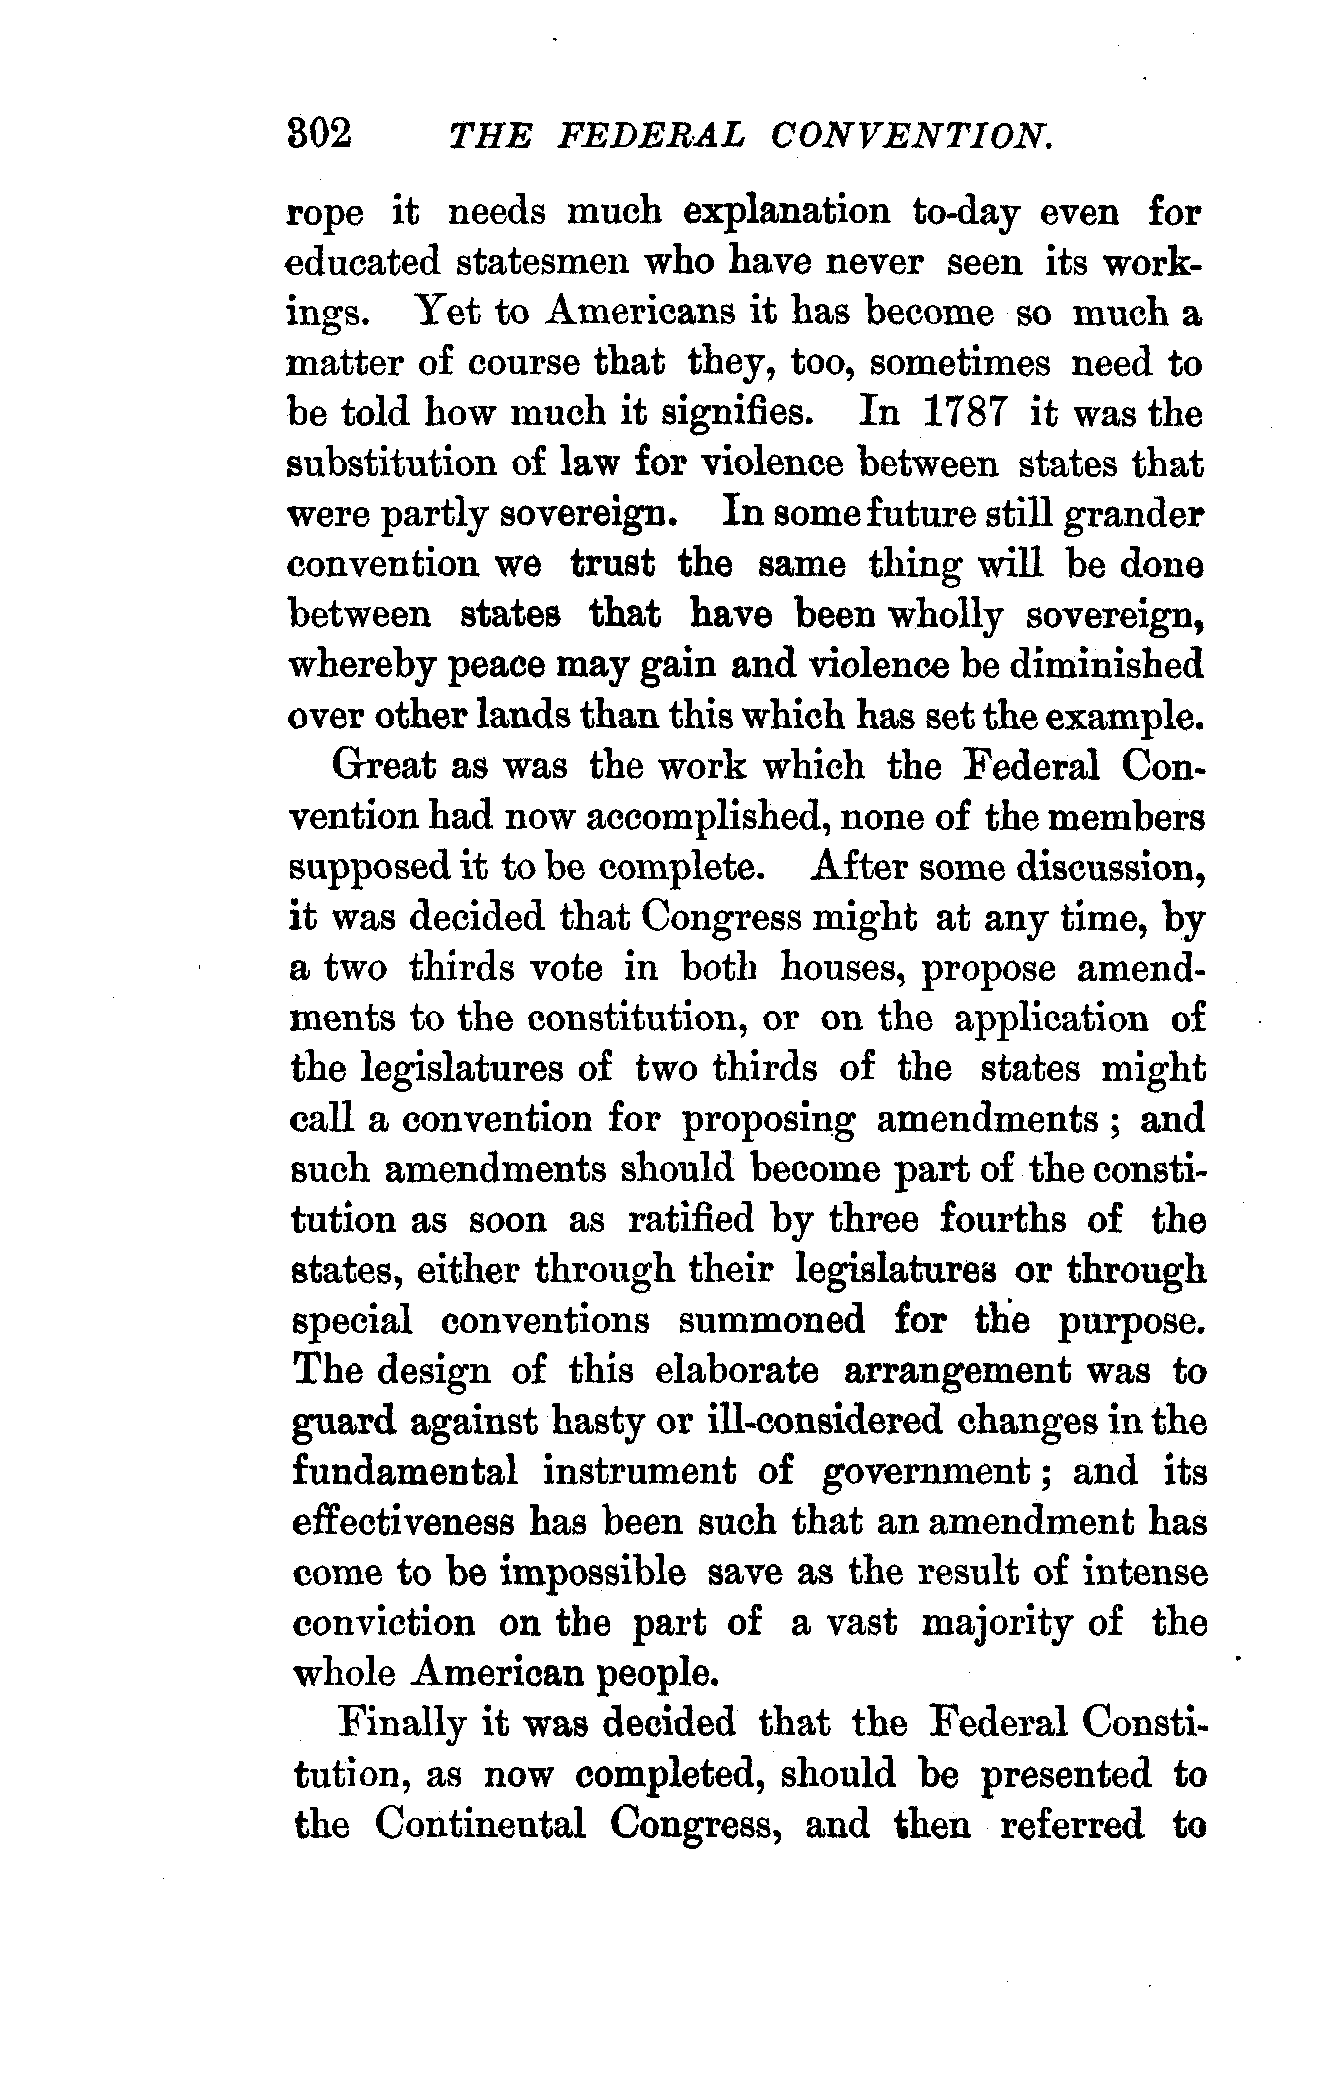 302 THE FEDERAL CONVENTION.
rope it needs much explanation to-day even for
educated statesmen who have never seen its work-
ings. Yet to Americans it has become so much a
matter of course that they, too, sometimes need to
be told how much it signifies. In 1787 it was the
substitution of law for violence between states that
were partly sovereign. In some future still grander
convention we trust the same thing will be done
between states that have been wholly sovereign,
whereby peace may gain and violence be diminished
over other lands than this which has set the example.
Great as was the work which the Federal Con-
vention had now accomplished, none of the members
supposed it to be complete. After some discussion,
it was decided that Congress might at any time, by
a two thirds vote in both houses, propose amend-
ments to the constitution, or on the application of
the legislatures of two thirds of the states might
call a convention for proposing amendments ; and
such amendments should become part of the consti-
tution as soon as ratified by three fourths of the
states, either through their legislatures or through
special conventions summoned for the purpose.
The design of this elaborate arrangement was to
guard against hasty or ill-considered changes in the
fundamental instrument of government ; and its
effectiveness has been such that an amendment has
come to be impossible save as the result of intense
conviction on the part of a vast majority of the
whole American people.
Finally it was decided that the Federal Consti-
tution, as now completed, should be presented to
the Continental Congress, and then referred to